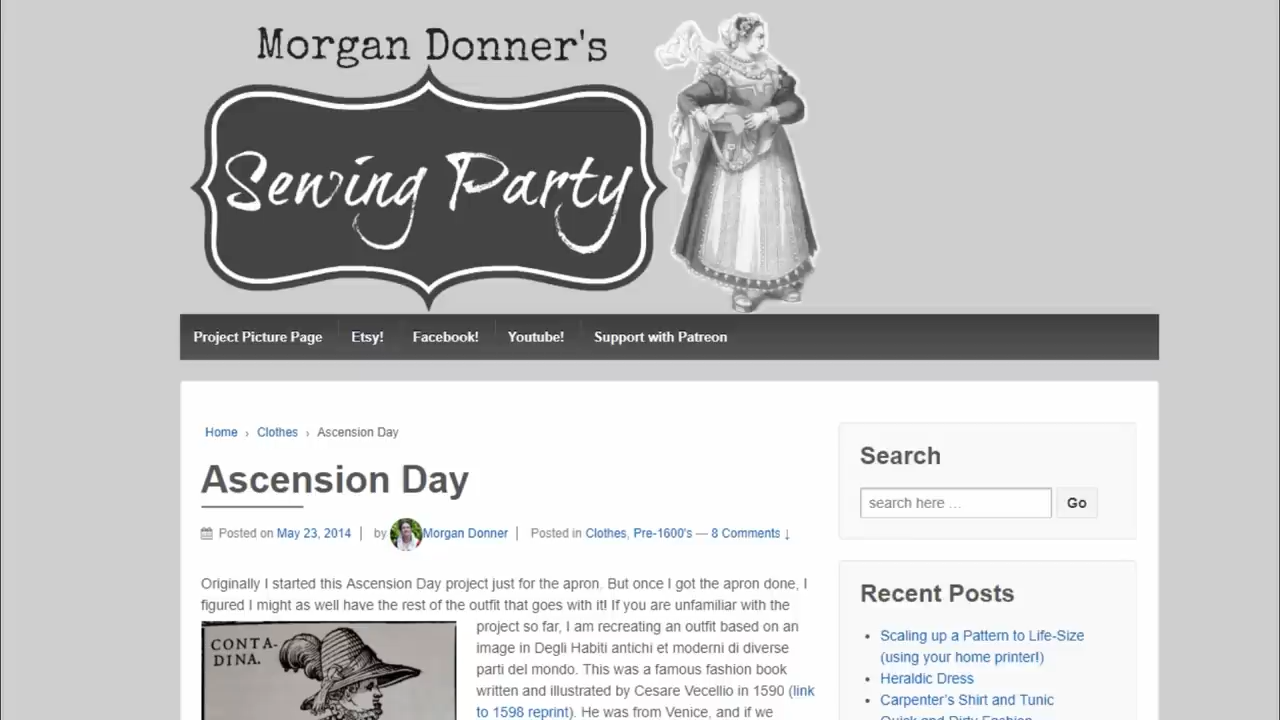 Morgan Donner's
Sewing Party
Project Picture Page Etsy! Facebook! Youtube! Support with Patreon
Home › Clothes › Ascension Day
Ascension Day
Posted on May 23, 2014 | by Morgan Donner | Posted in Clothes, Pre-1600's — 8 Comments ↓
Originally I started this Ascension Day project just for the apron. But once I got the apron done, I
figured I might as well have the rest of the outfit that goes with it! If you are unfamiliar with the
project so far, I am recreating an outfit based on an
image in Degli Habiti antichi et moderni di diverse
parti del mondo. This was a famous fashion book
written and illustrated by Cesare Vecellio in 1590 (link
to 1598 reprint). He was from Venice, and if we
CONTA-
DINA.
Search
search here …
Go
Recent Posts
• Scaling up a Pattern to Life-Size
(using your home printer!)
• Heraldic Dress
• Carpenter's Shirt and Tunic
Quick and Dirty Fashion